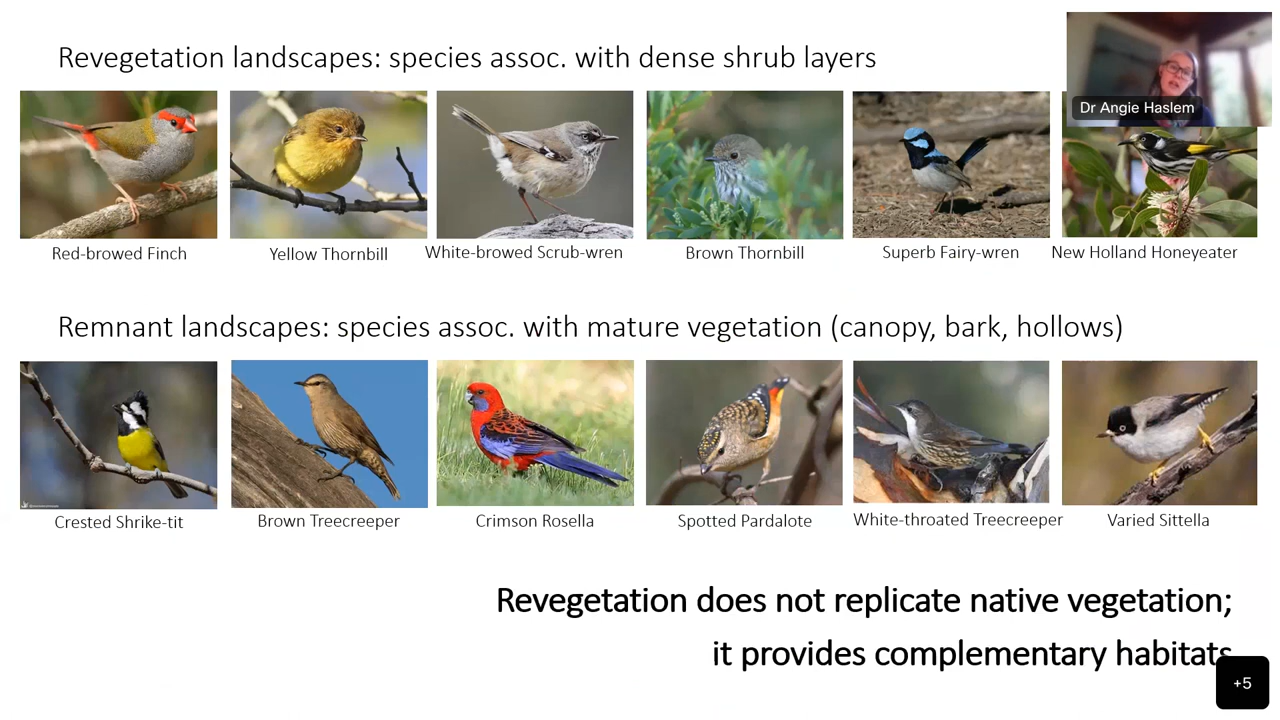 Revegetation landscapes: species assoc. with dense shrub layers
Dr Angie Haslem
Red-browed Finch
Yellow Thornbill
White-browed Scrub-wren
Brown Thornbill
Superb Fairy-wren
New Holland Honeyeater
Remnant landscapes: species assoc. with mature vegetation (canopy, bark, hollows)
Crested Shrike-tit
Brown Treecreeper
Crimson Rosella
Spotted Pardalote
White-throated Treecreeper
Varied Sittella
Revegetation does not replicate native vegetation;
it provides complementary habitats
+5